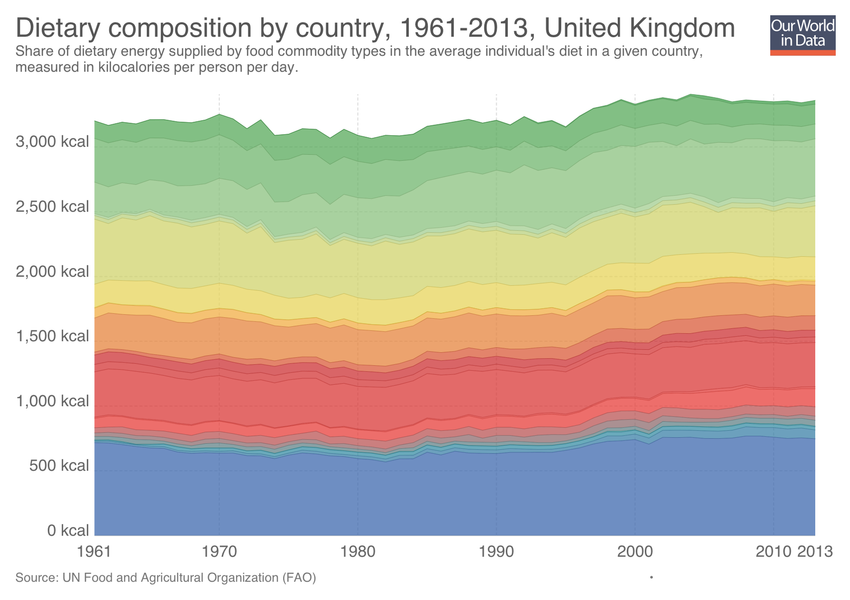 Dietary composition by country, 1961-2013, United Kingdom
Share of dietary energy supplied by food commodity types in the average individual's diet in a given country,
measured in kilocalories per person per day.
Our World
in Data
3,000 kcal
2,500 kcal
2,000 kcal
1,500 kcal
1,000 kcal
500 kcal
0 kcal
1961 1970 1980 1990 2000 2010 2013
Source: UN Food and Agricultural Organization (FAO)